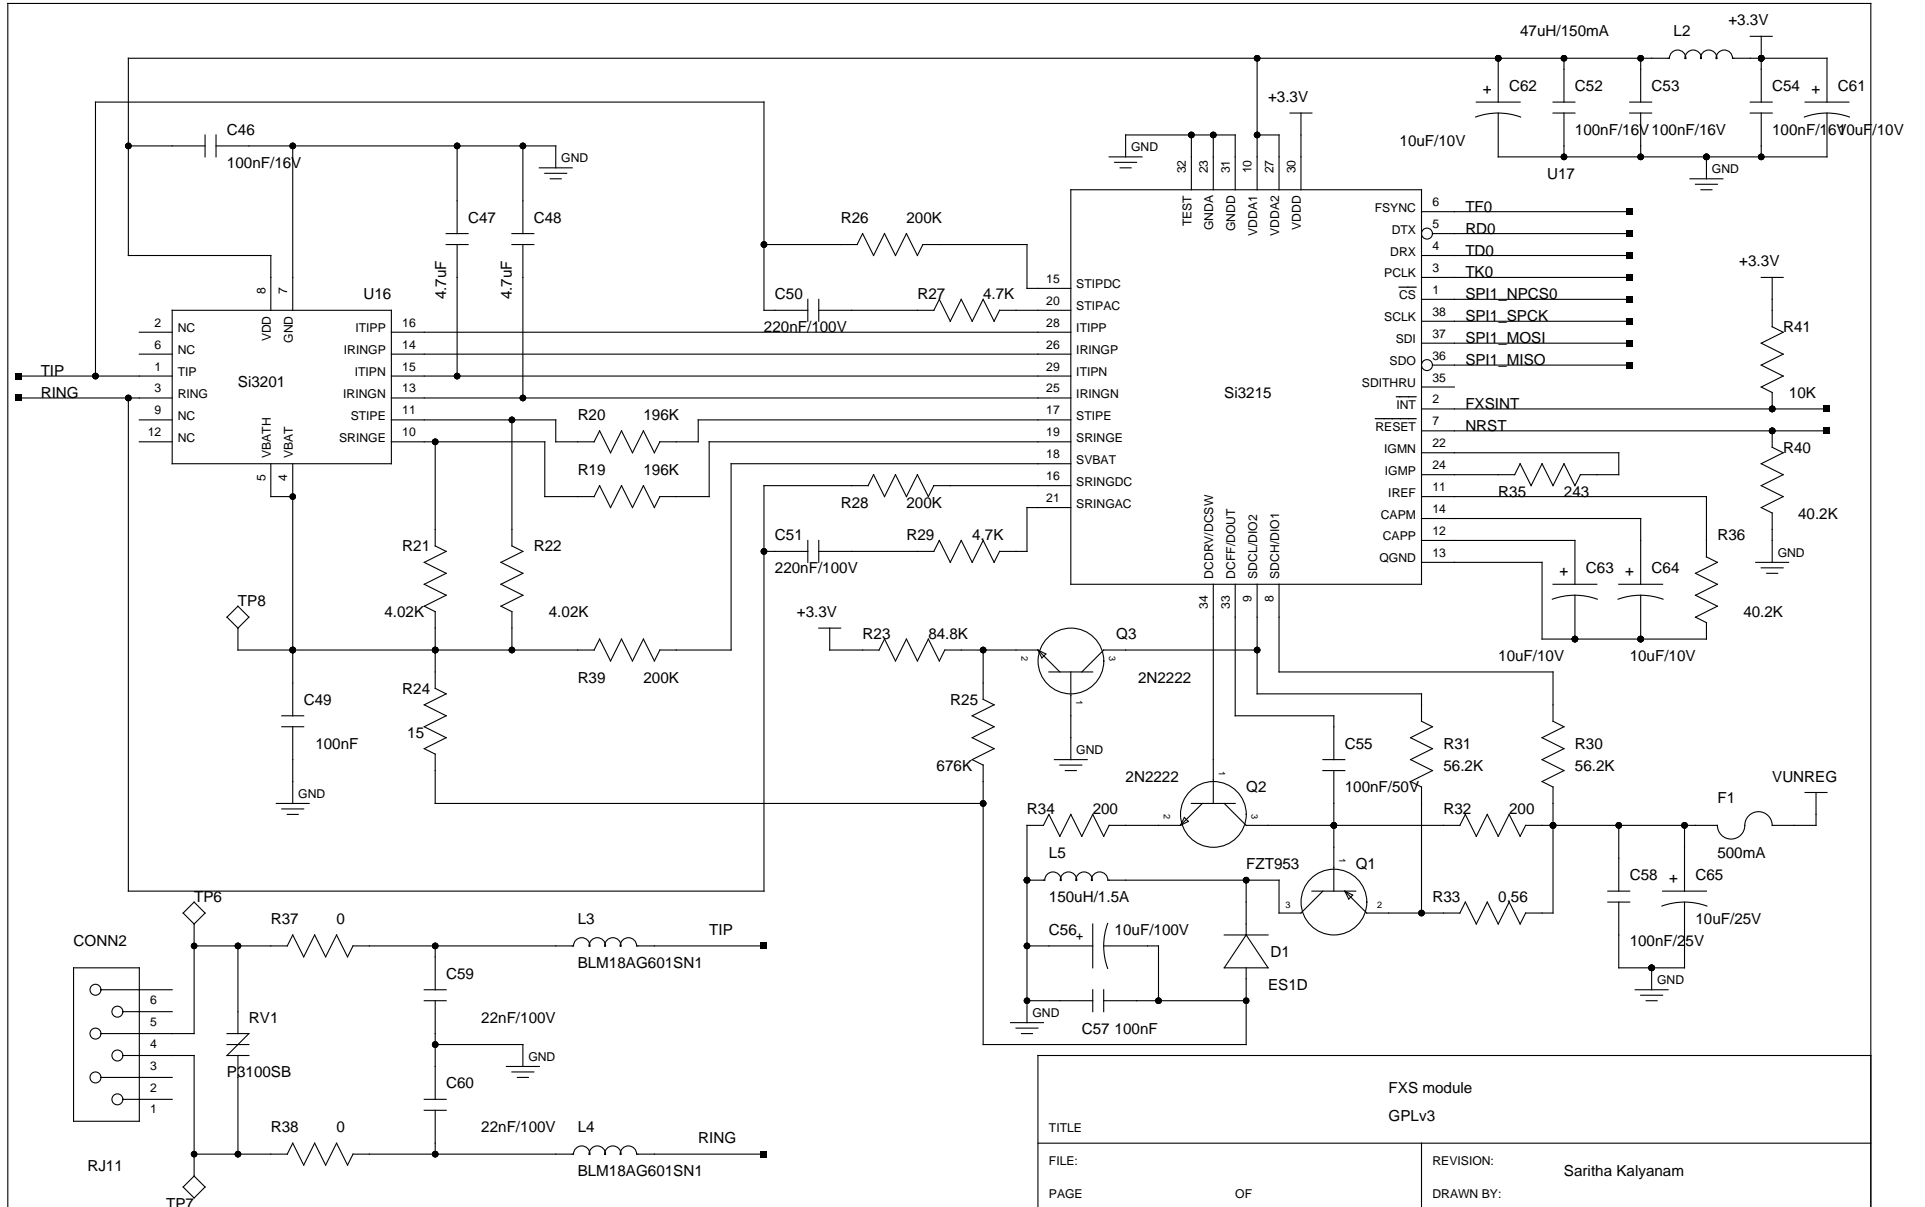 47uH/150mA
L2
+3.3V
C62
10uF/10V
C52
100nF/16V
C53
100nF/16V
C54
100nF/16V
C61
10uF/10V
GND
U17
+3.3V
GND
32
23
31
10
27
30
TEST
GNDA
GNDD
VDDA1
VDDA2
VDDD
C46
100nF/16V
GND
C47
4.7uF
C48
4.7uF
R26
200K
C50
220nF/100V
R27
4.7K
U16
8
7
VDD
GND
Si3201
2 NC
6 NC
1 TIP
3 RING
9 NC
12 NC
ITIPP 16
IRINGP 14
ITIPN 15
IRINGN 13
STIPE 11
SRINGE 10
VBATH
VBAT
5
4
TIP
RING
R20
196K
R19
196K
R28
200K
C51
220nF/100V
R29
4.7K
15 STIPDC
20 STIPAC
28 ITIPP
26 IRINGP
29 ITIPN
25 IRINGN
17 STIPE
19 SRINGE
18 SVBAT
16 SRINGDC
21 SRINGAC
Si3215
FSYNC 6 TF0
DTX 5 RD0
DRX 4 TD0
PCLK 3 TK0
CS 1 SPI1_NPCS0
SCLK 38 SPI1_SPCK
SDI 37 SPI1_MOSI
SDO 36 SPI1_MISO
SDITHRU 35
INT 2 FXSINT
RESET 7 NRST
IGMN 22
IGMP 24
IREF 11
CAPM 14
CAPP 12
QGND 13
+3.3V
R41
10K
R40
40.2K
GND
R35
243
R36
40.2K
C63
10uF/10V
C64
10uF/10V
DCDRV/DCSW
DCFF/DOUT
SDCL/DIO2
SDCH/DIO1
34
33
9
8
R21
4.02K
R22
4.02K
TP8
R39
200K
R24
15
C49
100nF
GND
+3.3V
R23
84.8K
R25
676K
Q3
2N2222
2
3
1
GND
2N2222
Q2
1
2
3
C55
100nF/50V
R31
56.2K
R30
56.2K
VUNREG
F1
500mA
R34
200
R32
200
L5
150uH/1.5A
FZT953
Q1
1
3
2
R33
0.56
C58
100nF/25V
C65
10uF/25V
GND
C56
10uF/100V
D1
ES1D
C57 100nF
GND
TP6
CONN2
6
5
4
3
2
1
RJ11
R37
0
RV1
P3100SB
R38
0
TP7
C59
22nF/100V
GND
C60
22nF/100V
L3
BLM18AG601SN1
TIP
L4
BLM18AG601SN1
RING
FXS module
GPLv3
TITLE
FILE:
REVISION:
Saritha Kalyanam
PAGE
OF
DRAWN BY: